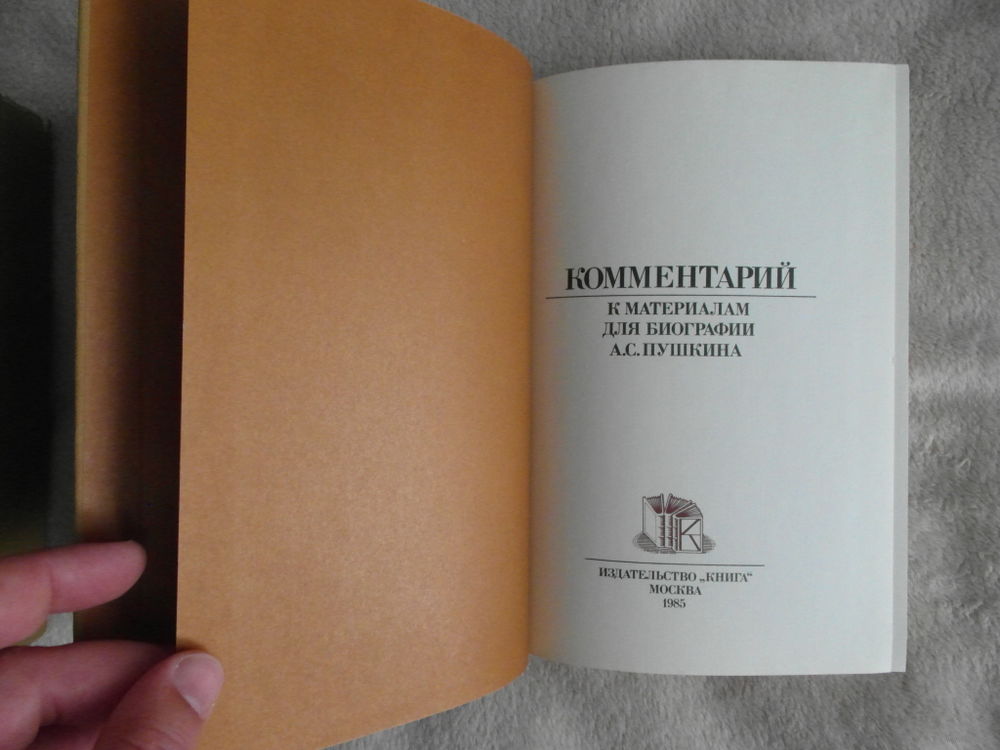 КОММЕНТАРИЙ
К МАТЕРИАЛАМ
ДЛЯ БИОГРАФИИ
А.С.ПУШКИНА
К
ИЗДАТЕЛЬСТВО „КНИГА“
МОСКВА
1985